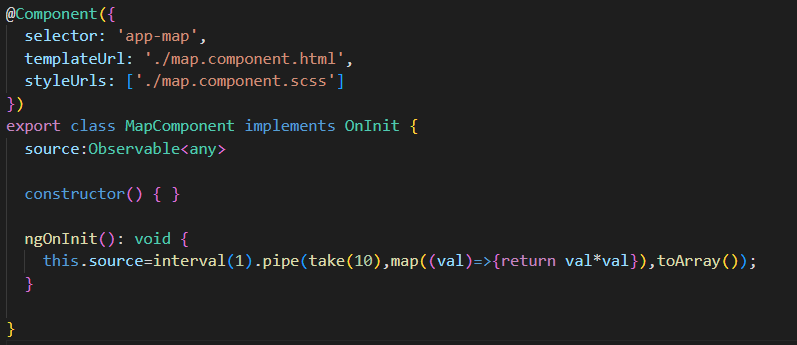 @Component({
  selector: 'app-map',
  templateUrl: './map.component.html',
  styleUrls: ['./map.component.scss']
})
export class MapComponent implements OnInit {
  source:Observable<any>
  constructor() { }
  ngOnInit(): void {
    this.source=interval(1).pipe(take(10),map((val)=>{return val*val}),toArray());
  }
}